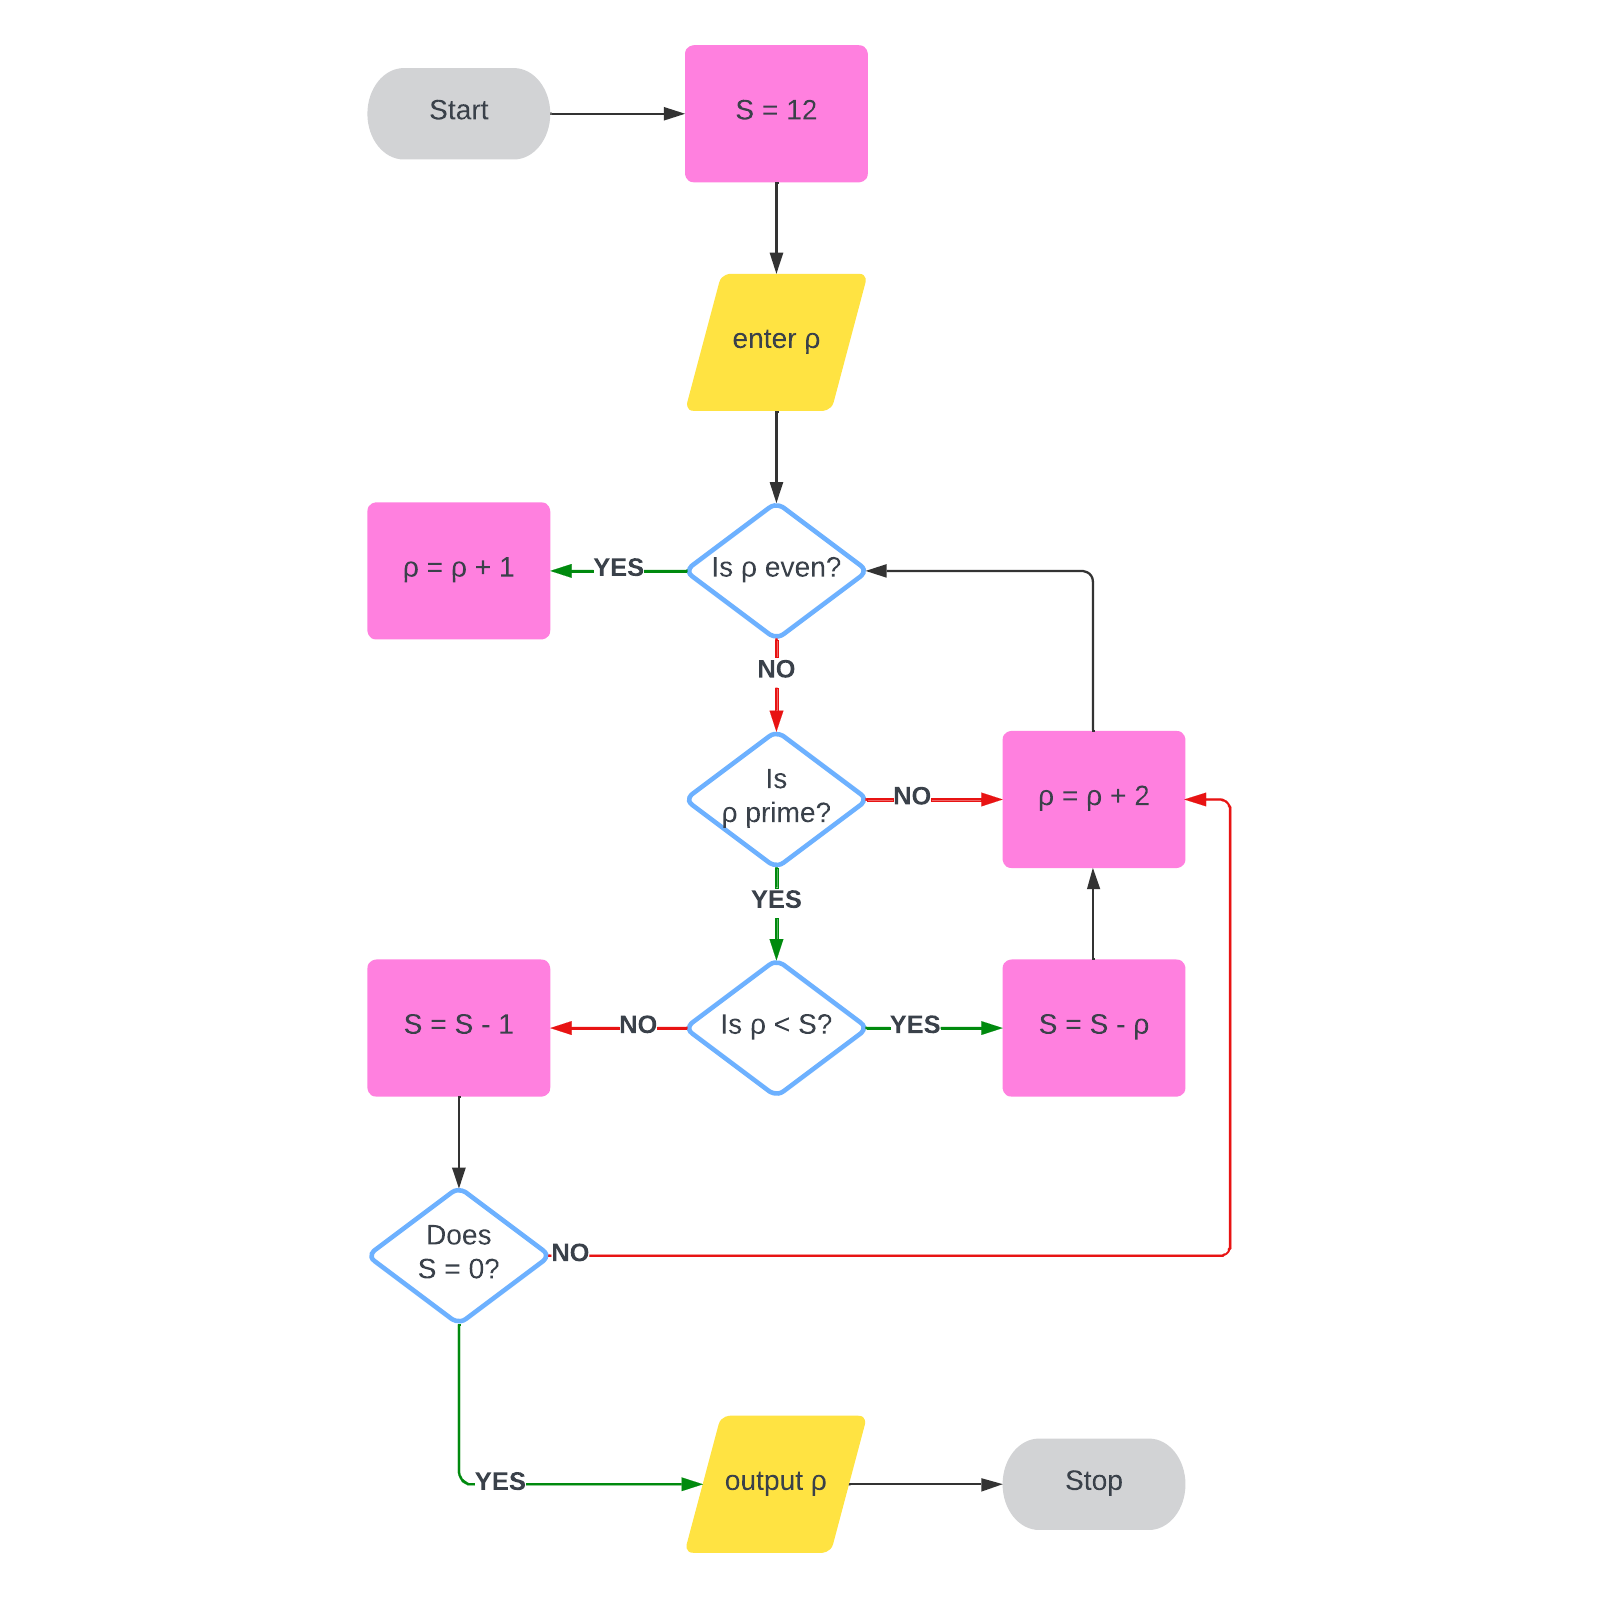 Start
S = 12
enter ρ
ρ = ρ + 1
YES
Is ρ even?
NO
Is
ρ prime?
NO
ρ = ρ + 2
YES
S = S - 1
NO
Is ρ < S?
YES
S = S - ρ
Does
S = 0?
NO
YES
output ρ
Stop